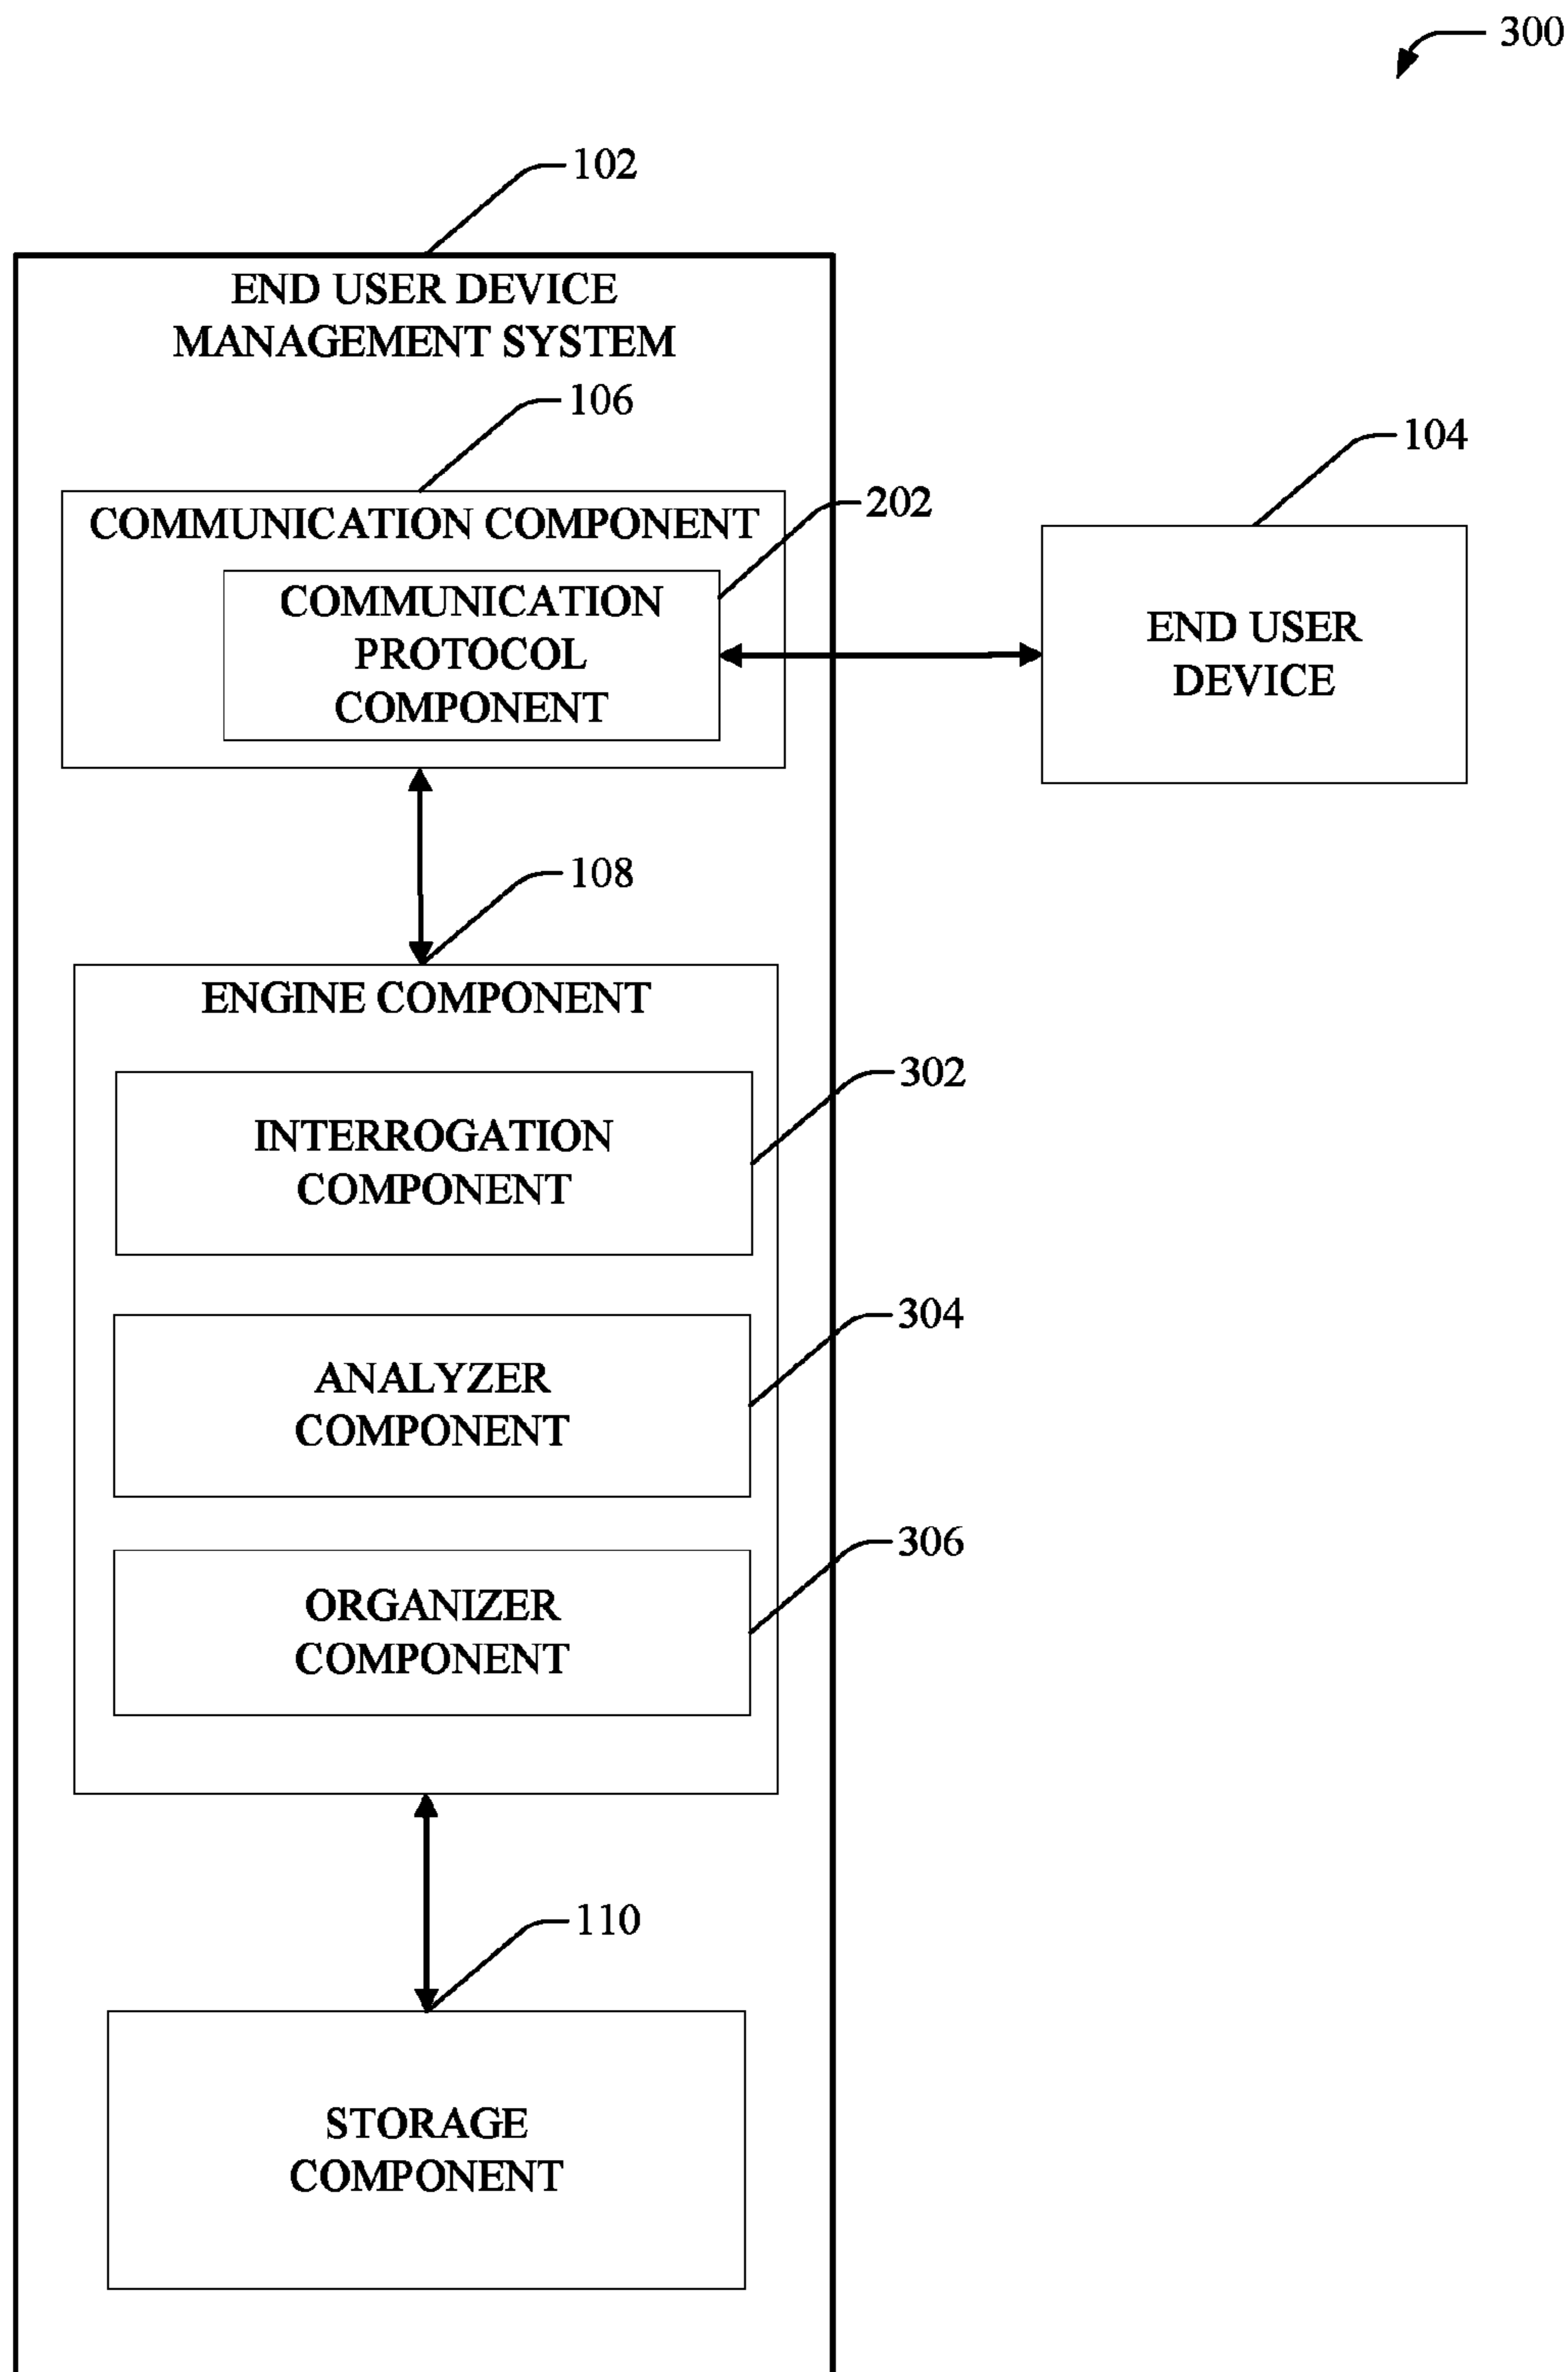 300
102
END USER DEVICE
MANAGEMENT SYSTEM
106
104
COMMUNICATION COMPONENT
202
COMMUNICATION
PROTOCOL
COMPONENT
END USER
DEVICE
108
ENGINE COMPONENT
302
INTERROGATION
COMPONENT
304
ANALYZER
COMPONENT
306
ORGANIZER
COMPONENT
110
STORAGE
COMPONENT